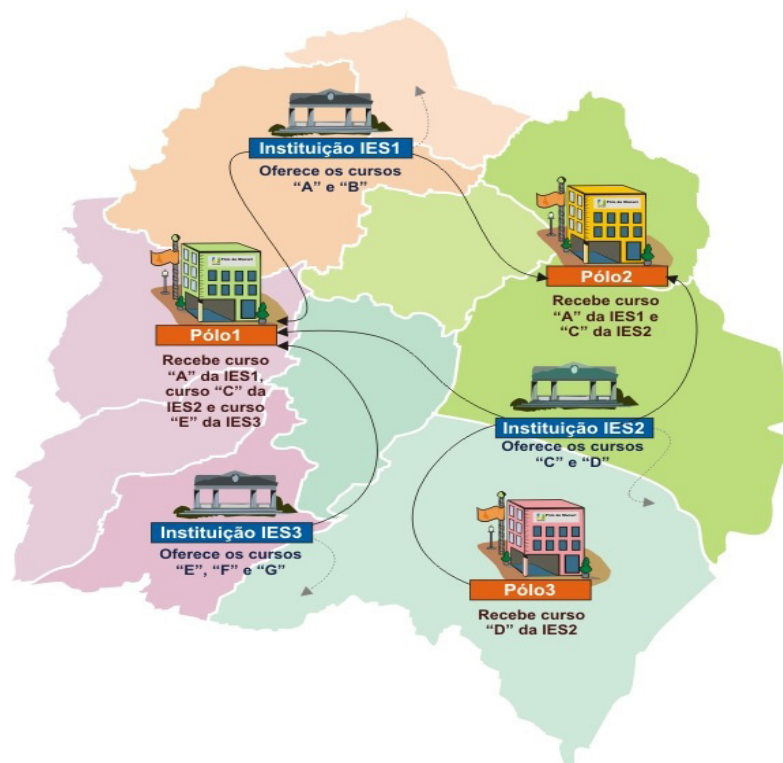 Instituição IES1
Oferece os cursos
“A” e “B”
Pólo2
Recebe curso
“A” da IES1 e
“C” da IES2
Pólo1
Recebe curso
“A” da IES1,
curso “C” da
IES2 e curso
“E” da IES3
Instituição IES2
Oferece os cursos
“C” e “D”
Instituição IES3
Oferece os cursos
“E”, “F” e “G”
Pólo3
Recebe curso
“D” da IES2